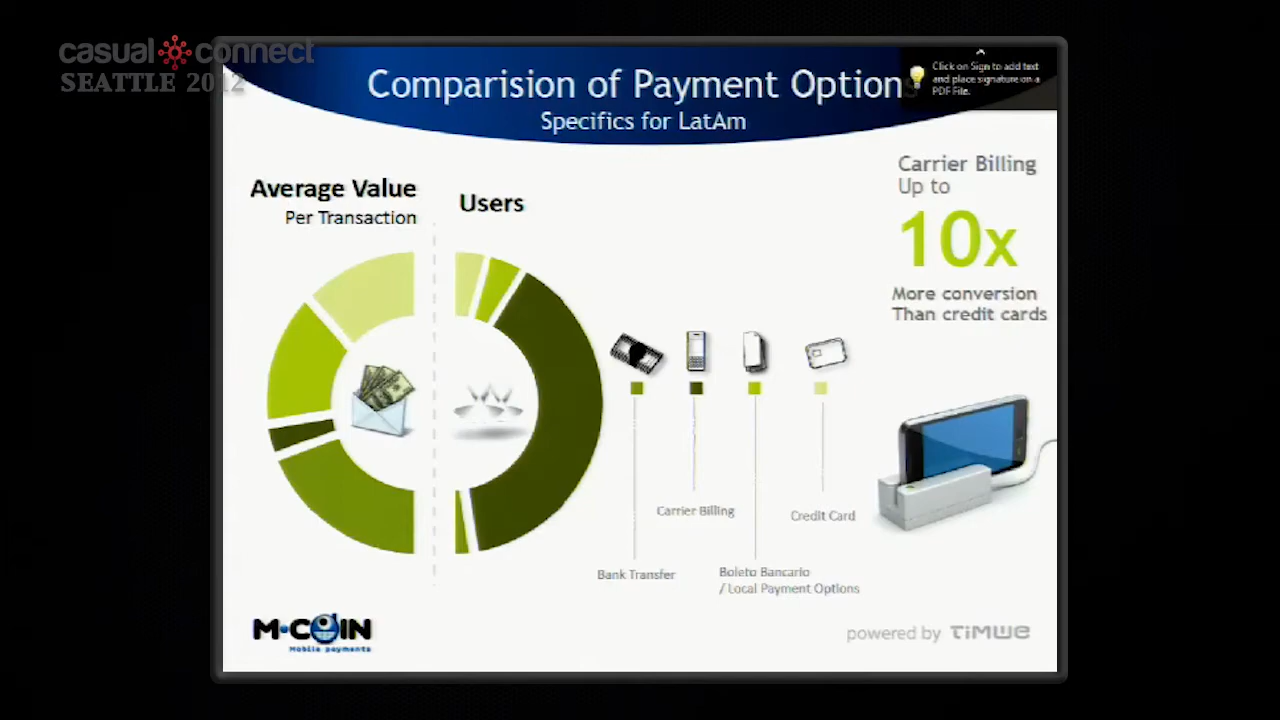 casual connect
SEATTLE 2012
Comparision of Payment Options
Specifics for LatAm
Click on Sign to add text
and place signature on a
PDF File.
Average Value
Per Transaction
Users
Carrier Billing
Up to
10x
More conversion
Than credit cards
Carrier Billing
Credit Card
Bank Transfer
Boleto Bancario
/ Local Payment Options
M·COIN
Mobile payments
powered by TIMWE